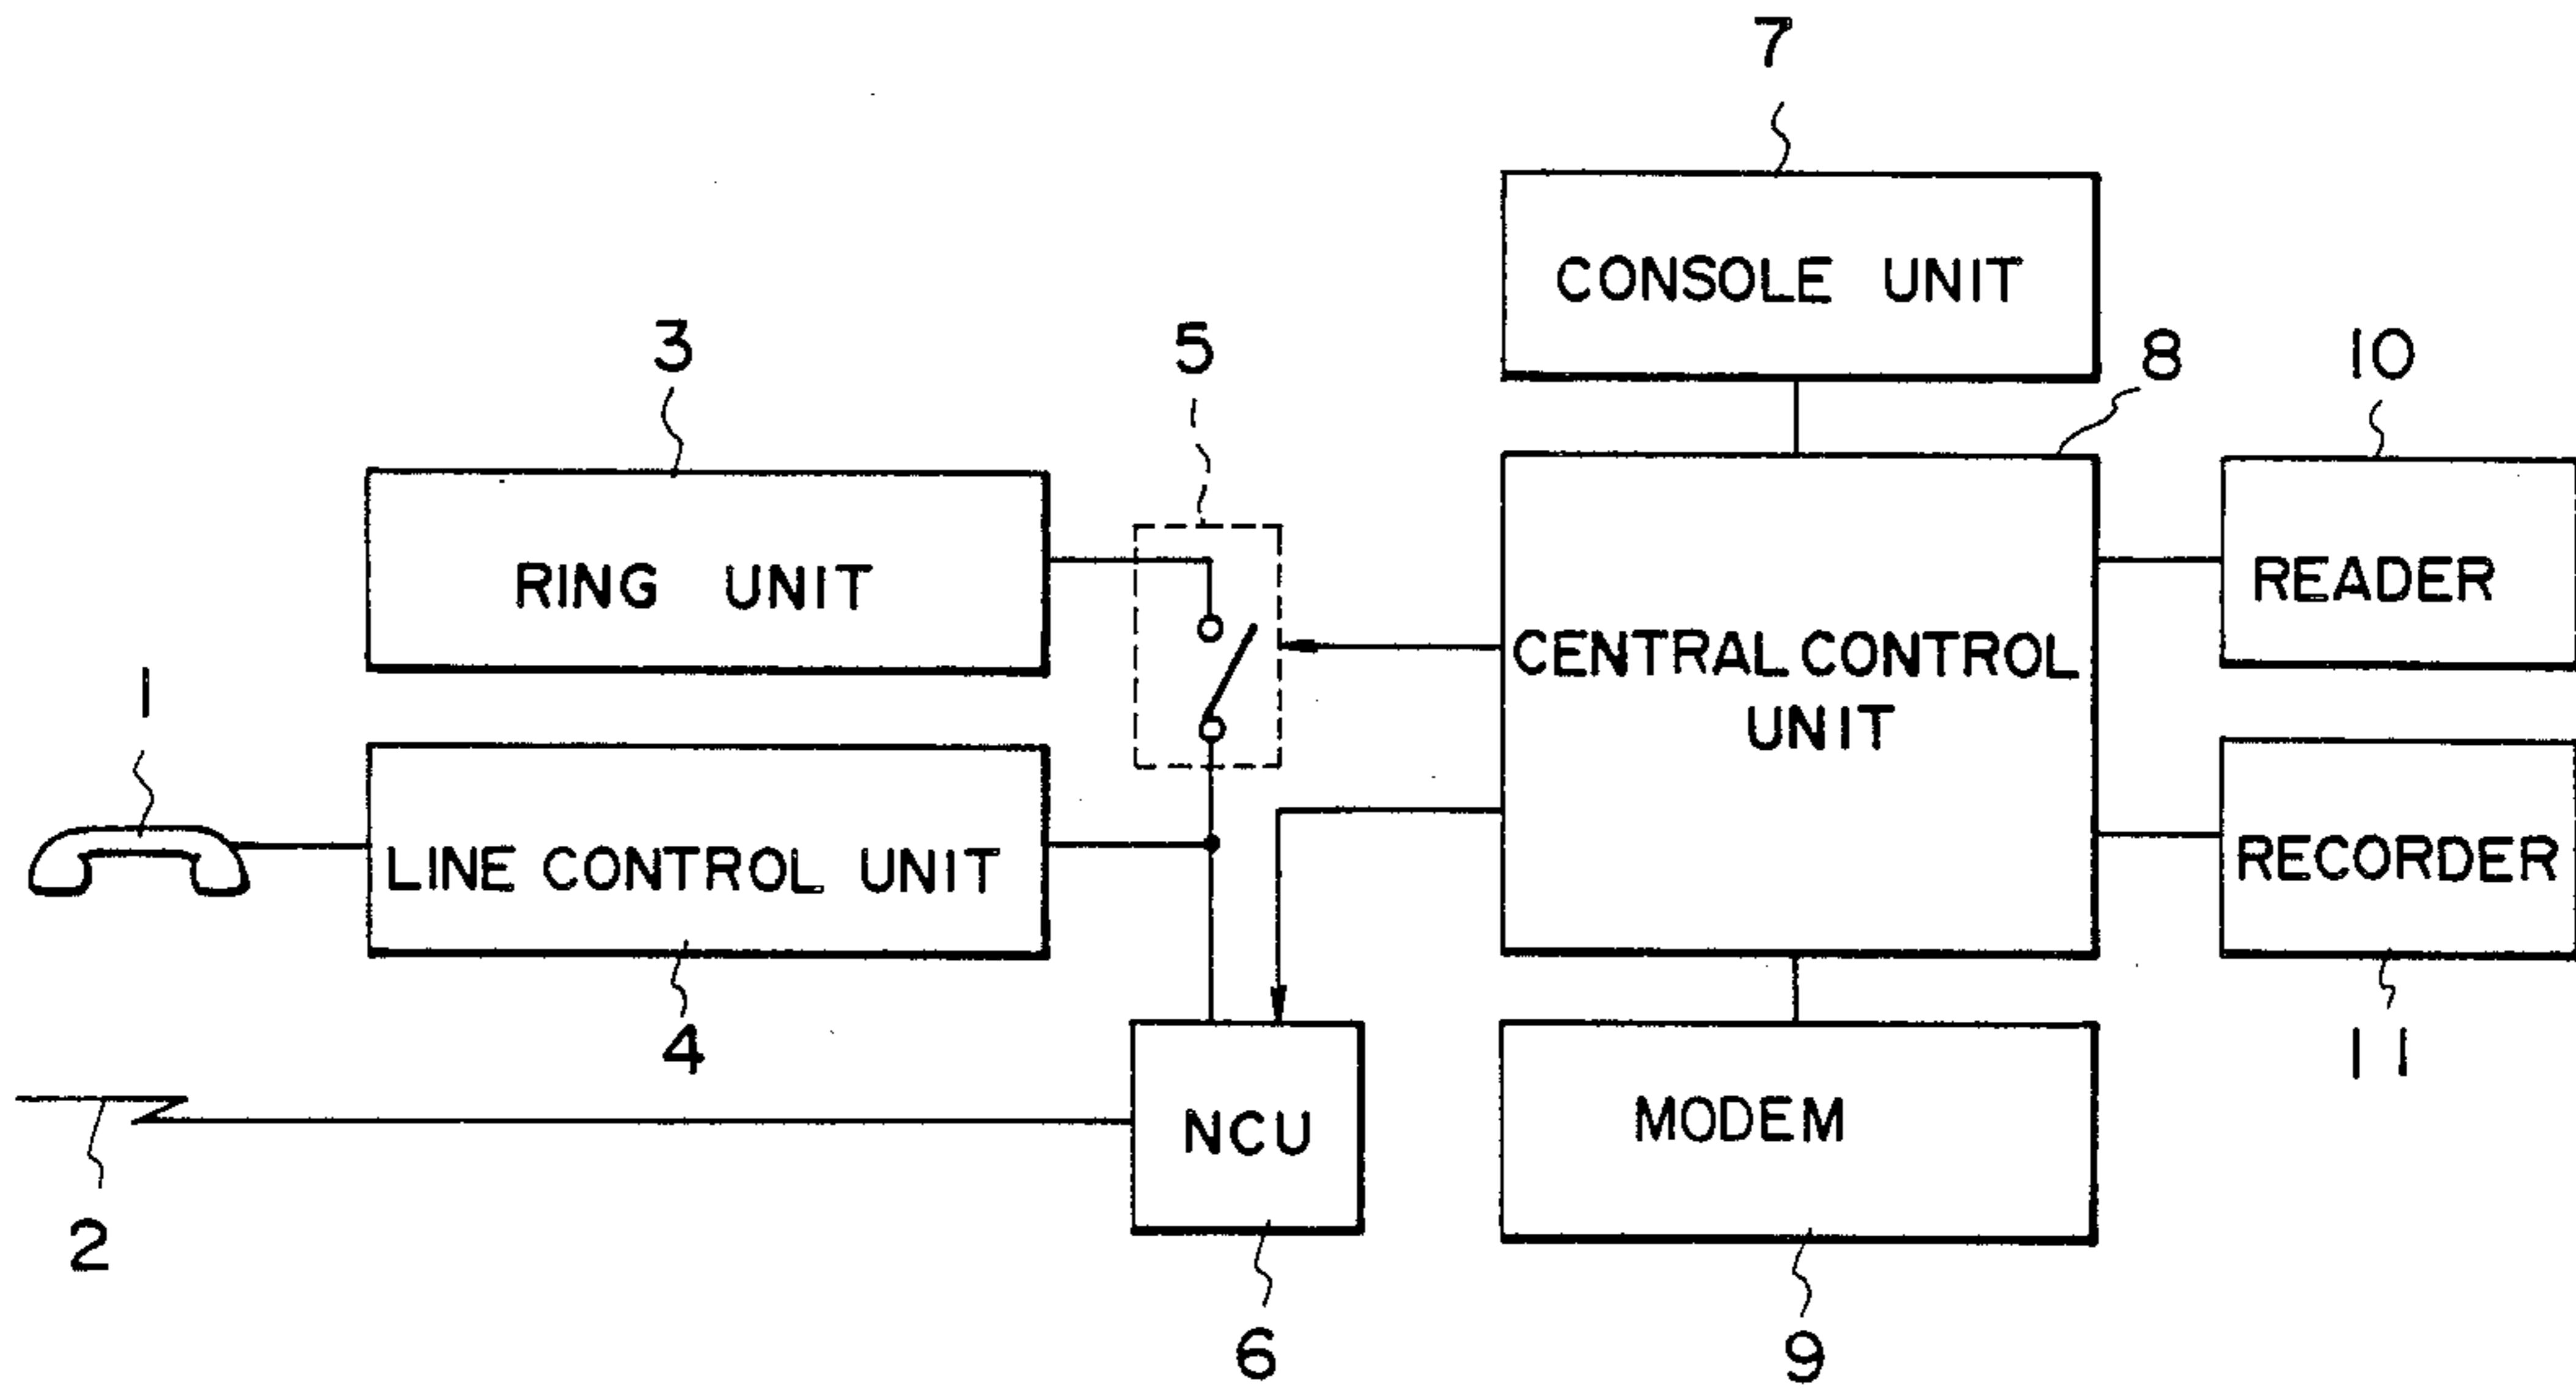 7
CONSOLE UNIT
3
5
8
10
RING UNIT
READER
CENTRAL CONTROL
UNIT
1
LINE CONTROL UNIT
RECORDER
4
11
NCU
MODEM
2
6
9